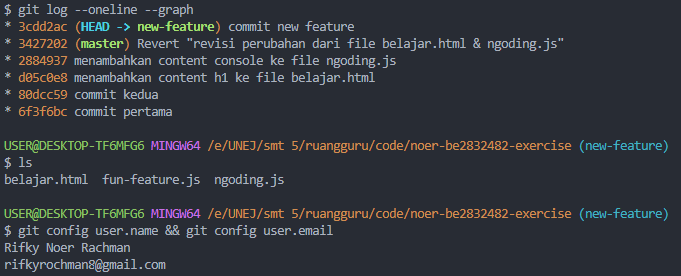 $ git log --oneline --graph
* 3cdd2ac (HEAD -> new-feature) commit new feature
* 3427202 (master) Revert "revisi perubahan dari file belajar.html & ngoding.js"
* 2884937 menambahkan content console ke file ngoding.js
* d05c0e8 menambahkan content h1 ke file belajar.html
* 80dcc59 commit kedua
* 6f3f6bc commit pertama
USER@DESKTOP-TF6MFG6 MINGW64 /e/UNEJ/smt 5/ruangguru/code/noer-be2832482-exercise (new-feature)
$ ls
belajar.html  fun-feature.js  ngoding.js
USER@DESKTOP-TF6MFG6 MINGW64 /e/UNEJ/smt 5/ruangguru/code/noer-be2832482-exercise (new-feature)
$ git config user.name && git config user.email
Rifky Noer Rachman
rifkyrochman8@gmail.com